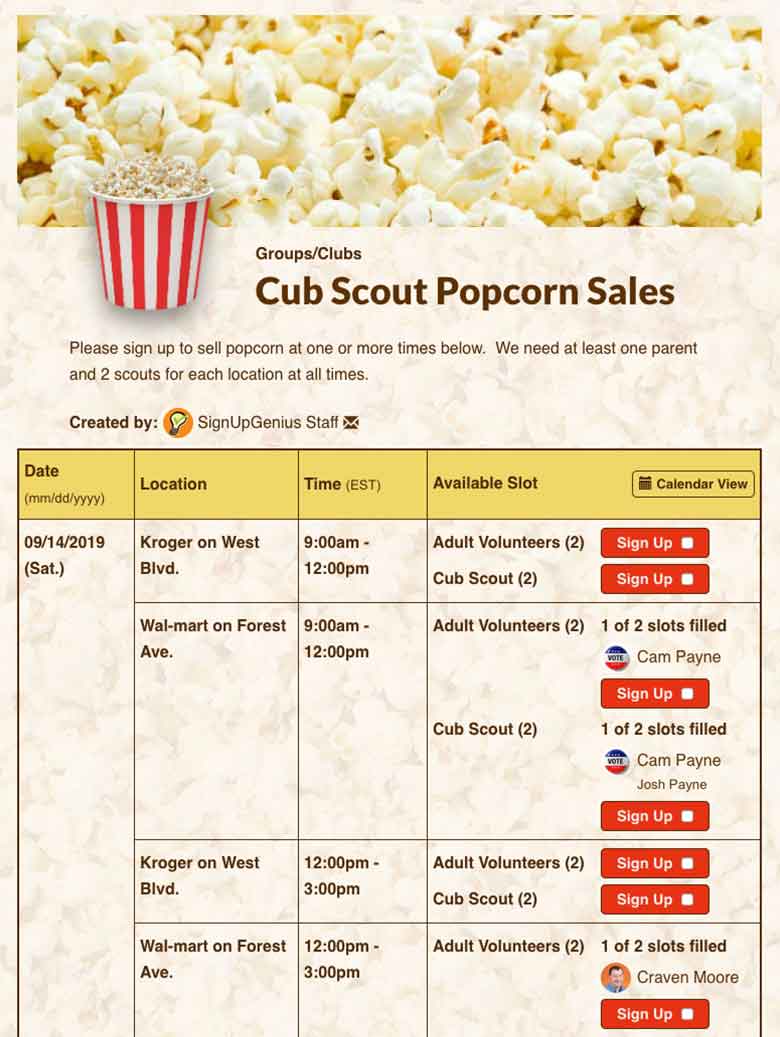 Groups/Clubs
Cub Scout Popcorn Sales
Please sign up to sell popcorn at one or more times below. We need at least one parent
and 2 scouts for each location at all times.
Created by: SignUpGenius Staff
Date
(mm/dd/yyyy)
Location
Time (EST)
Available Slot
Calendar View
09/14/2019
(Sat.)
Kroger on West
Blvd.
9:00am -
12:00pm
Adult Volunteers (2)
Sign Up
Cub Scout (2)
Sign Up
Wal-mart on Forest
Ave.
9:00am -
12:00pm
Adult Volunteers (2)
1 of 2 slots filled
VOTE
Cam Payne
Sign Up
Cub Scout (2)
1 of 2 slots filled
VOTE
Cam Payne
Josh Payne
Sign Up
Kroger on West
Blvd.
12:00pm -
3:00pm
Adult Volunteers (2)
Sign Up
Cub Scout (2)
Sign Up
Wal-mart on Forest
Ave.
12:00pm -
3:00pm
Adult Volunteers (2)
1 of 2 slots filled
Craven Moore
Sign Up